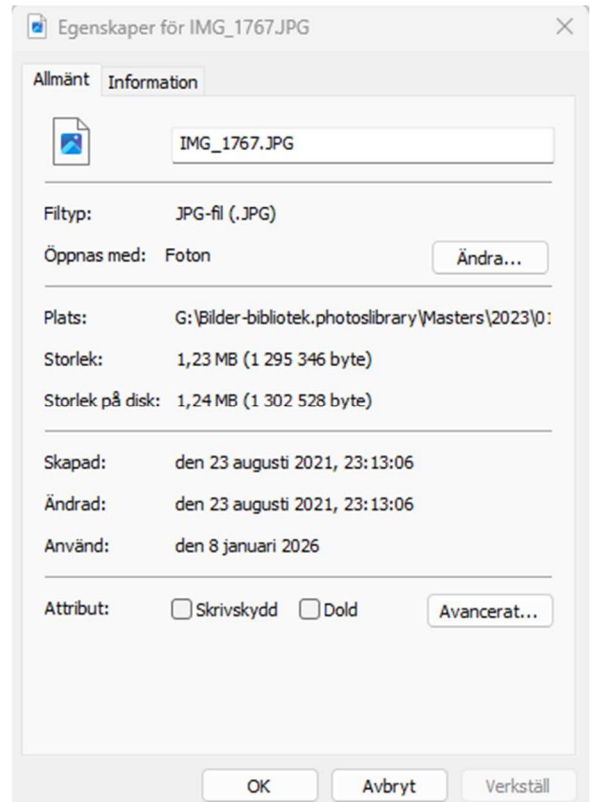 Egenskaper för IMG_1767.JPG
Allmänt Information
IMG_1767.JPG
Filtyp: JPG-fil (.JPG)
Öppnas med: Foton Ändra...
Plats: G:\Bilder-bibliotek.photoslibrary\Masters\2023\01
Storlek: 1,23 MB (1 295 346 byte)
Storlek på disk: 1,24 MB (1 302 528 byte)
Skapad: den 23 augusti 2021, 23:13:06
Ändrad: den 23 augusti 2021, 23:13:06
Använd: den 8 januari 2026
Attribut: Skrivskydd Dold Avancerat...
OK Avbryt Verkställ